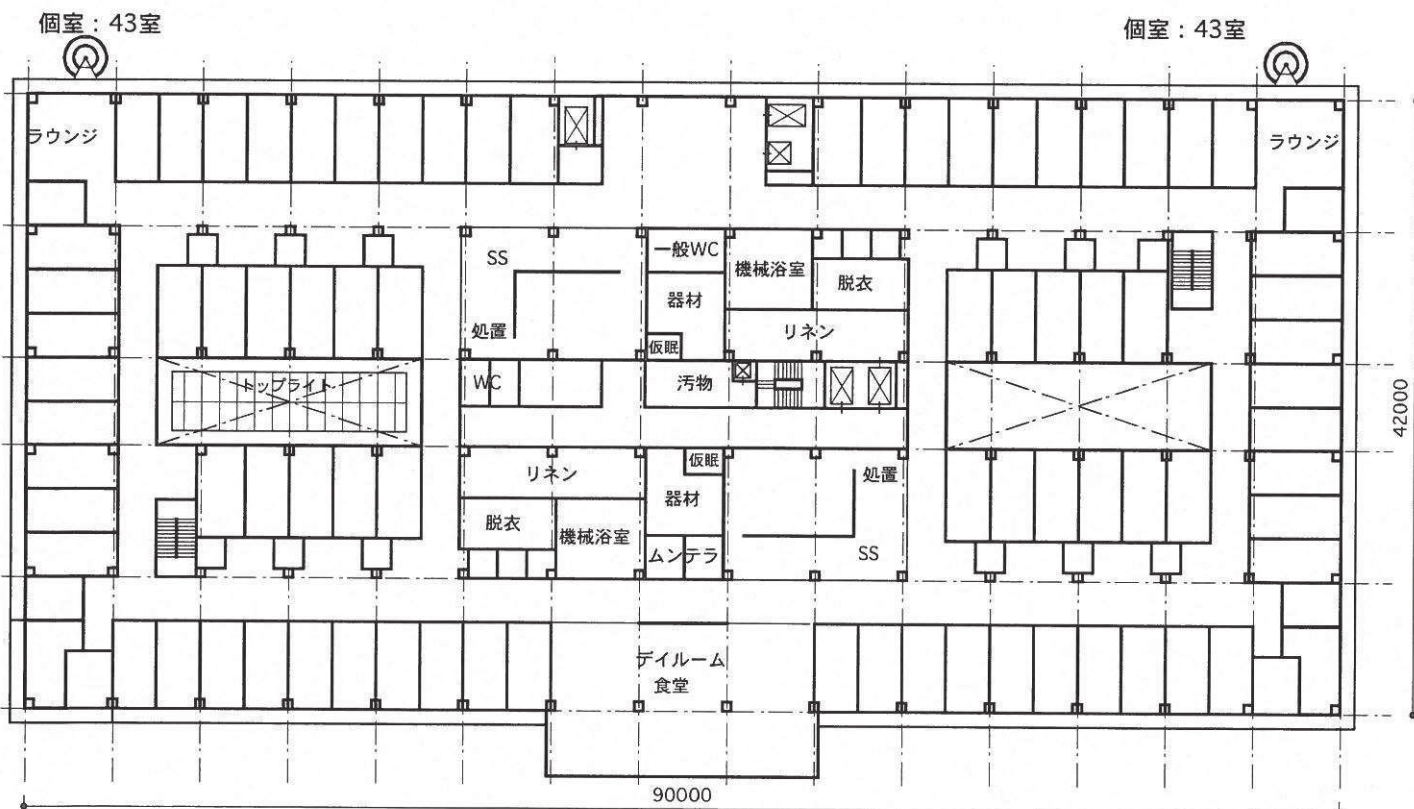 個室：43室
個室：43室
ラウンジ
ラウンジ
SS
一般WC
機械浴室
脱衣
器材
処置
仮眠
リネン
トップライト
WC
汚物
42000
リネン
仮眠
処置
器材
脱衣
機械浴室
ムンテラ
SS
デイルーム
食堂
90000